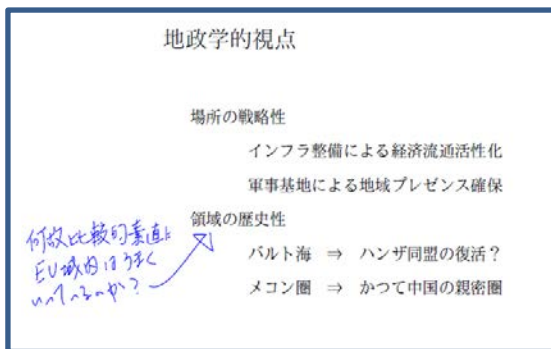 地政学的視点
場所の戦略性
インフラ整備による経済流通活性化
軍事基地による地域プレゼンス確保
領域の歴史性
バルト海 ⇒ ハンザ同盟の復活？
メコン圏 ⇒ かつて中国の親密圏
何故比較的素直に
EU域内はうまく
いっているのか？